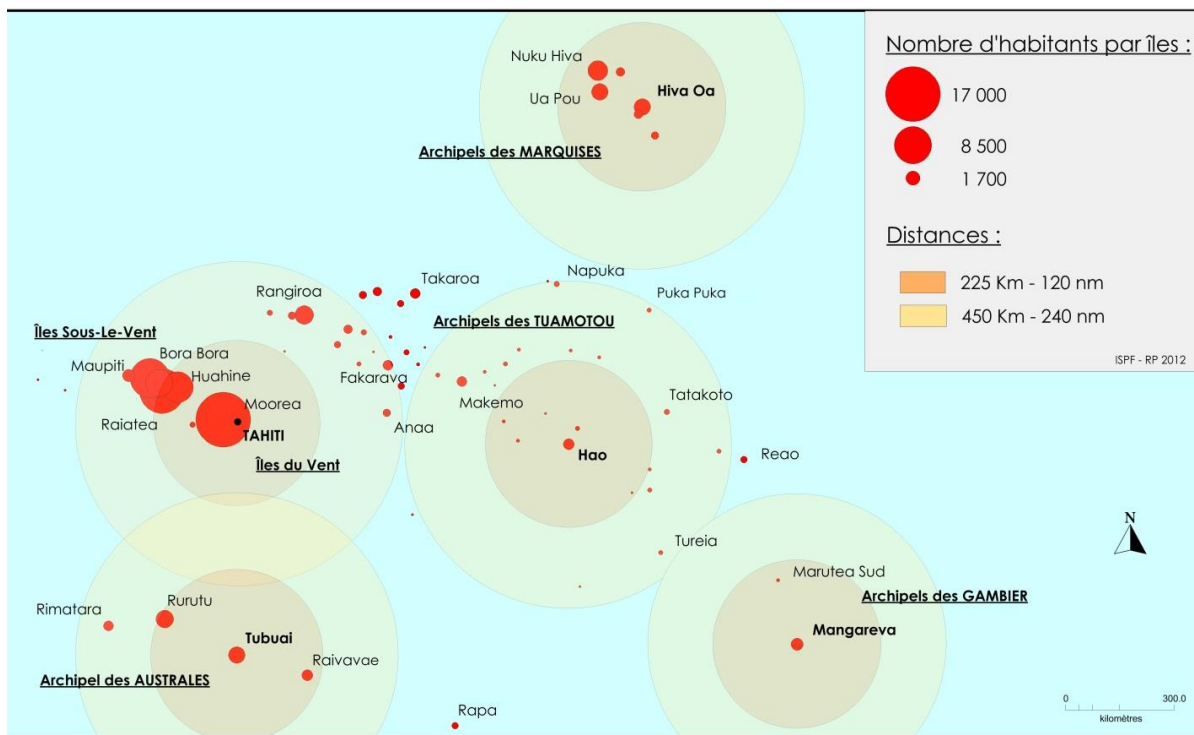 Nombre d'habitants par îles :
17 000
8 500
1 700
Distances :
225 Km - 120 nm
450 Km - 240 nm
ISPF - RP 2012
Nuku Hiva
Ua Pou
Hiva Oa
Archipels des MARQUISES
Napuka
Takaroa
Rangiroa
Puka Puka
Archipels des TUAMOTOU
Îles Sous-Le-Vent
Bora Bora
Maupiti
Huahine
Fakarava
Makemo
Tatakoto
Moorea
Raiatea
TAHITI
Anaa
Hao
Reao
Îles du Vent
N
Tureia
Marutea Sud
Archipels des GAMBIER
Rimatara
Rurutu
Tubuai
Mangareva
Raivavae
Archipel des AUSTRALES
Rapa
0 300.0
kilomètres